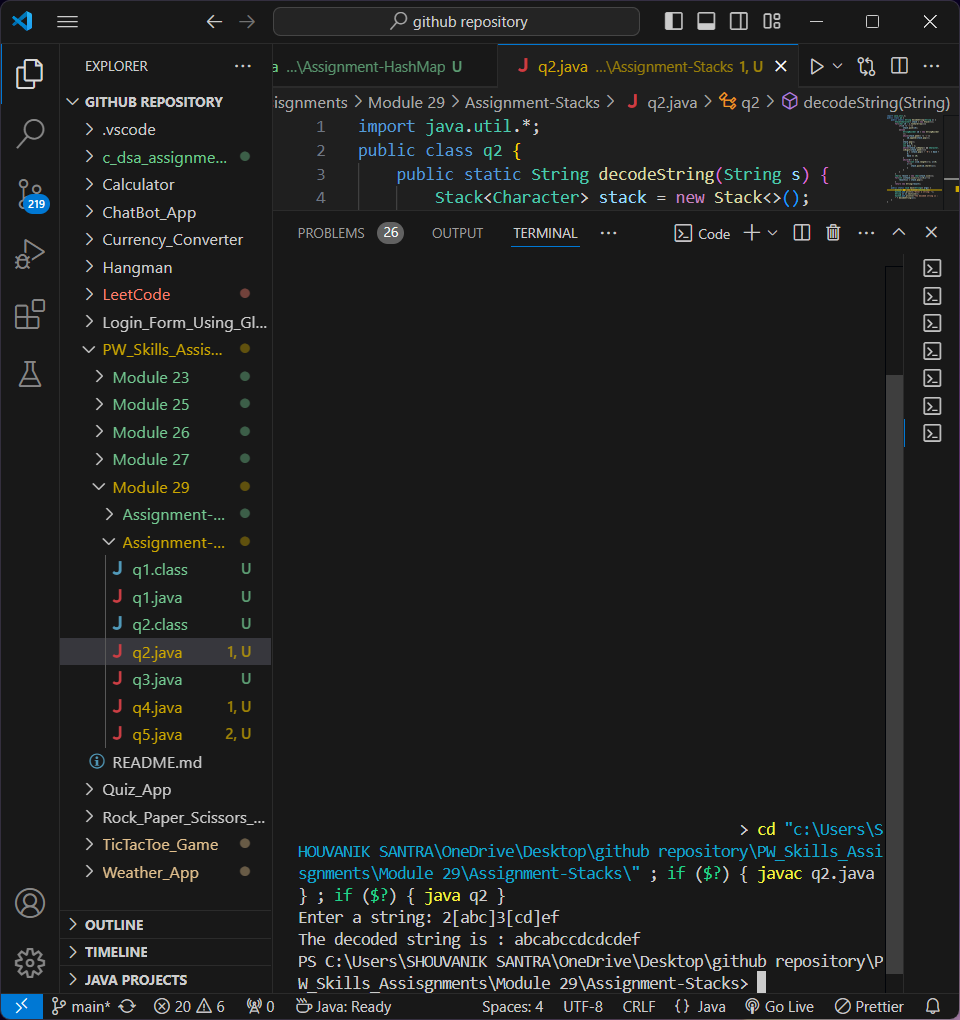 github repository
EXPLORER
a ...\Assignment-HashMap U
J q2.java ...\Assignment-Stacks 1, U
GITHUB REPOSITORY
isgnments > Module 29 > Assignment-Stacks > J q2.java > q2 > decodeString(String)
.vscode
c_dsa_assignme...
Calculator
219
ChatBot_App
Currency_Converter
Hangman
LeetCode
Login_Form_Using_Gl...
PW_Skills_Assis...
Module 23
Module 25
Module 26
Module 27
Module 29
Assignment-...
Assignment-...
J q1.class U
J q1.java U
J q2.class U
J q2.java 1, U
J q3.java U
J q4.java 1, U
J q5.java 2, U
README.md
Quiz_App
Rock_Paper_Scissors_...
TicTacToe_Game
Weather_App
OUTLINE
TIMELINE
JAVA PROJECTS
1 import java.util.*;
2 public class q2 {
3 public static String decodeString(String s) {
4 Stack<Character> stack = new Stack<>();
PROBLEMS 26 OUTPUT TERMINAL ... Code
> cd "c:\Users\S
HOUVANIK SANTRA\OneDrive\Desktop\github repository\PW_Skills_Assi
sgnments\Module 29\Assignment-Stacks\" ; if ($?) { javac q2.java
} ; if ($?) { java q2 }
Enter a string: 2[abc]3[cd]ef
The decoded string is : abcabccdcdcdef
PS C:\Users\SHOUVANIK SANTRA\OneDrive\Desktop\github repository\P
W_Skills_Assisgnments\Module 29\Assignment-Stacks>
main* 20 6 0 Java: Ready Spaces: 4 UTF-8 CRLF {} Java Go Live Prettier